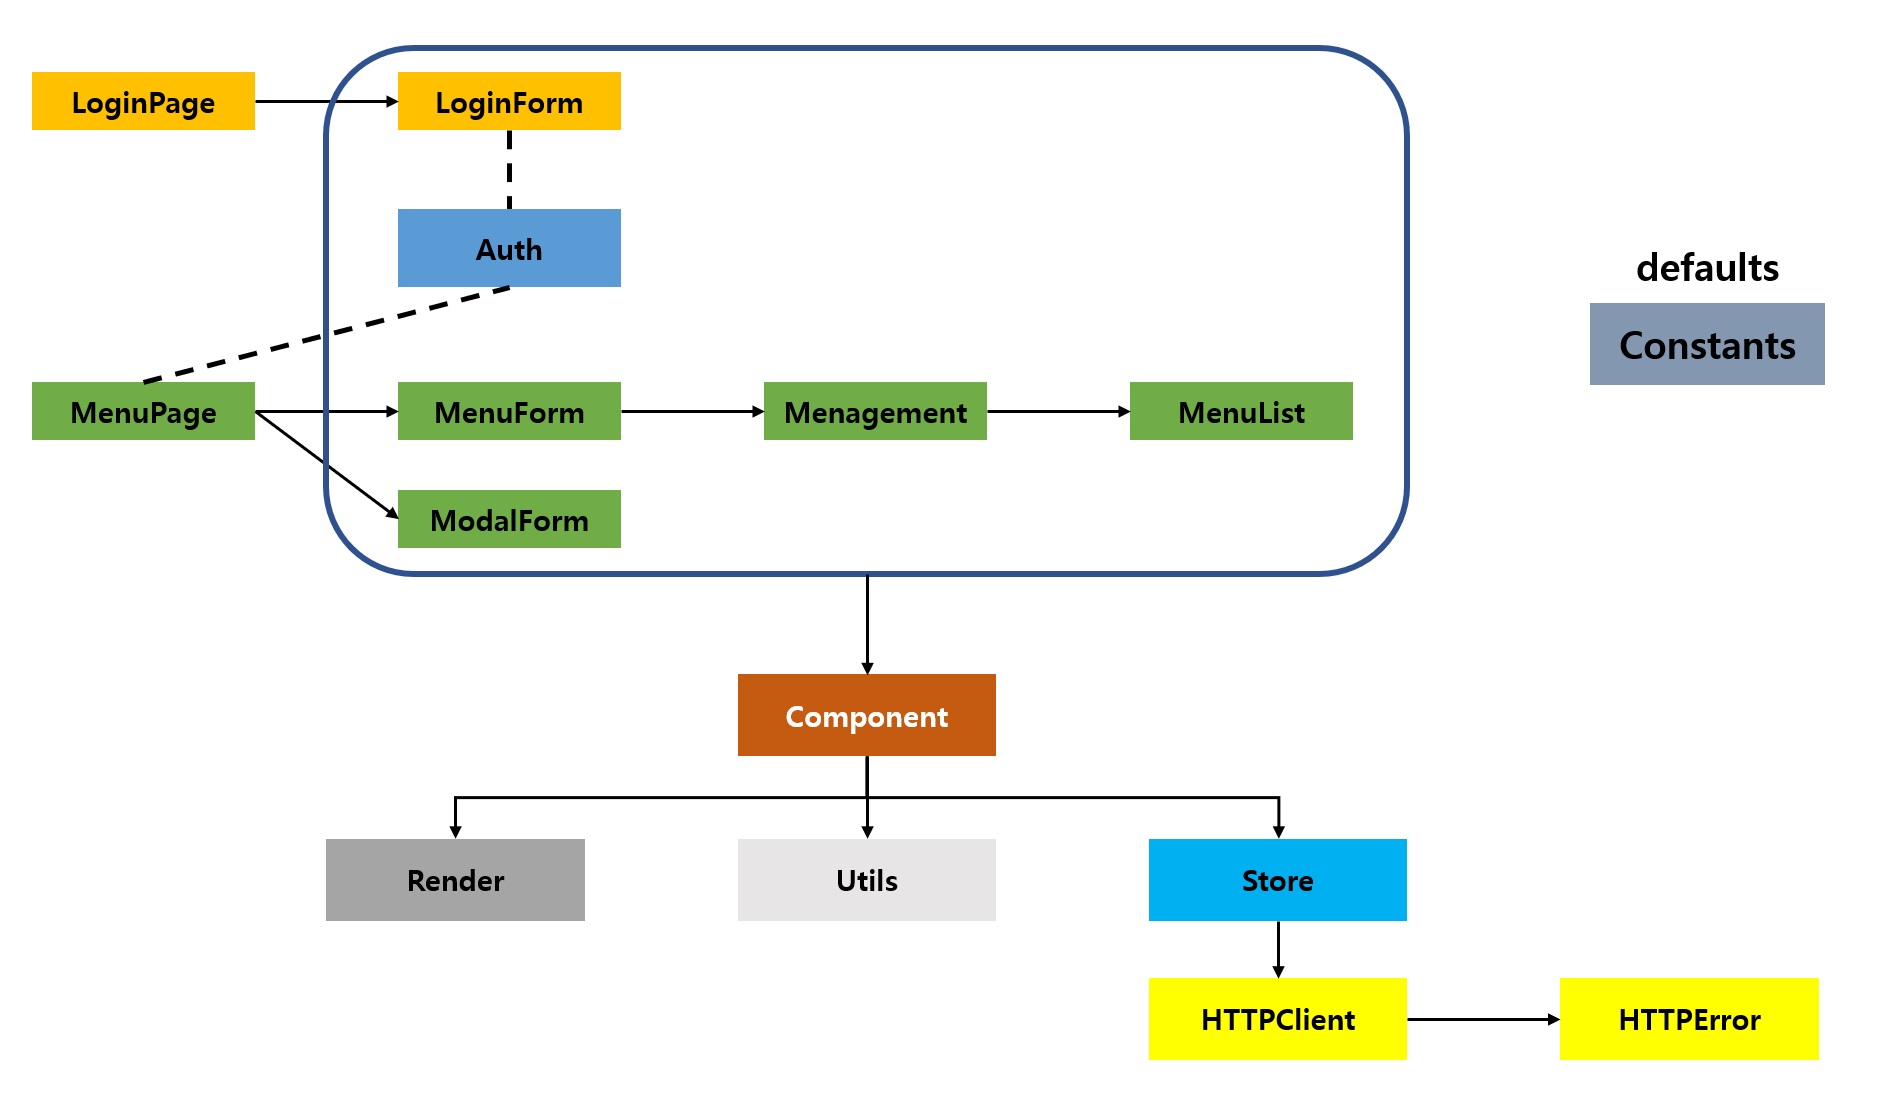 LoginPage
LoginForm
Auth
defaults
Constants
MenuPage
MenuForm
Menagement
MenuList
ModalForm
Component
Render
Utils
Store
HTTPClient
HTTPError